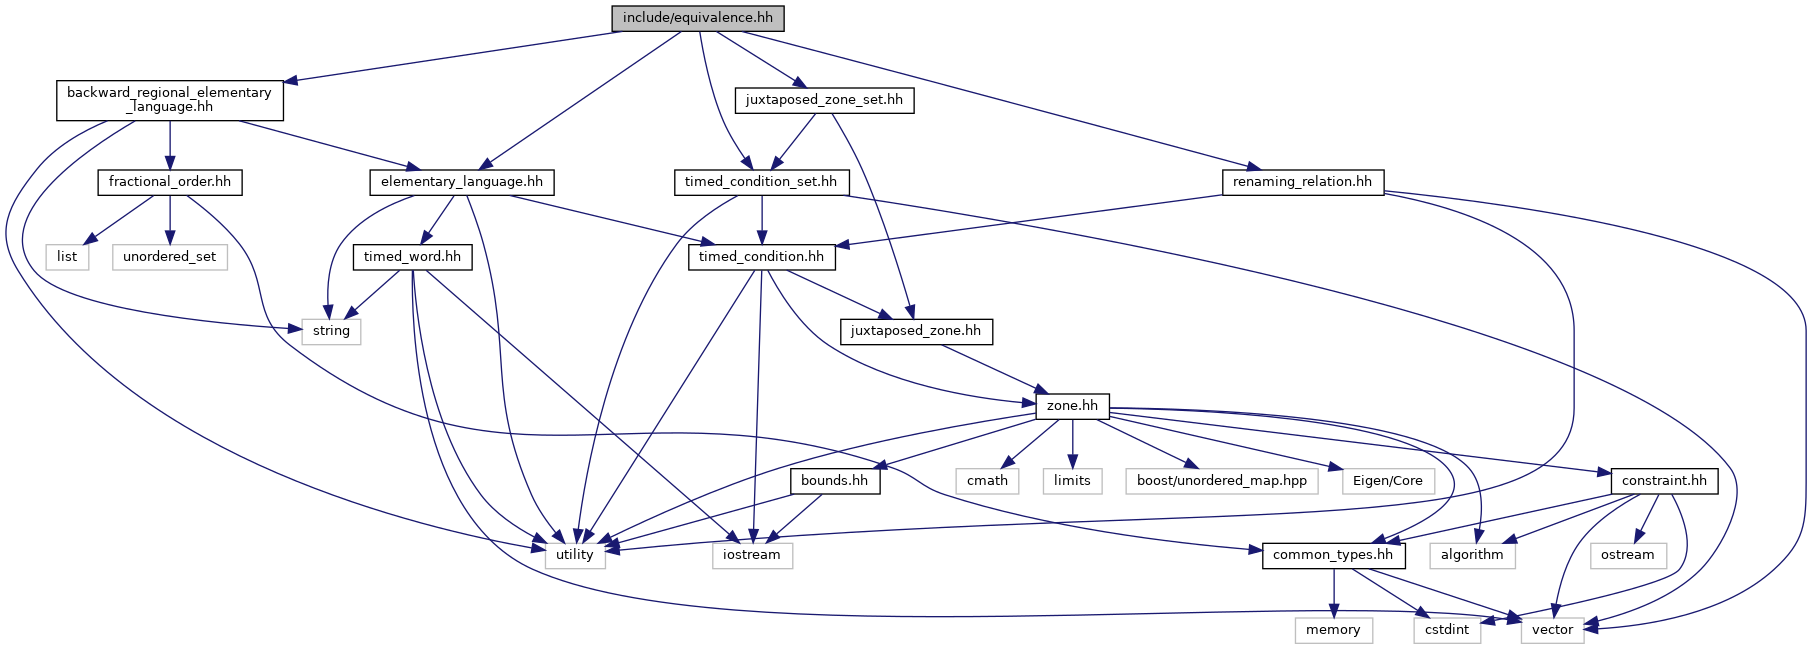 include/equivalence.hh
backward_regional_elementary
_language.hh
juxtaposed_zone_set.hh
fractional_order.hh
elementary_language.hh
timed_condition_set.hh
renaming_relation.hh
list
unordered_set
timed_word.hh
timed_condition.hh
string
juxtaposed_zone.hh
zone.hh
bounds.hh
cmath
limits
boost/unordered_map.hpp
Eigen/Core
constraint.hh
utility
iostream
common_types.hh
algorithm
ostream
memory
cstdint
vector